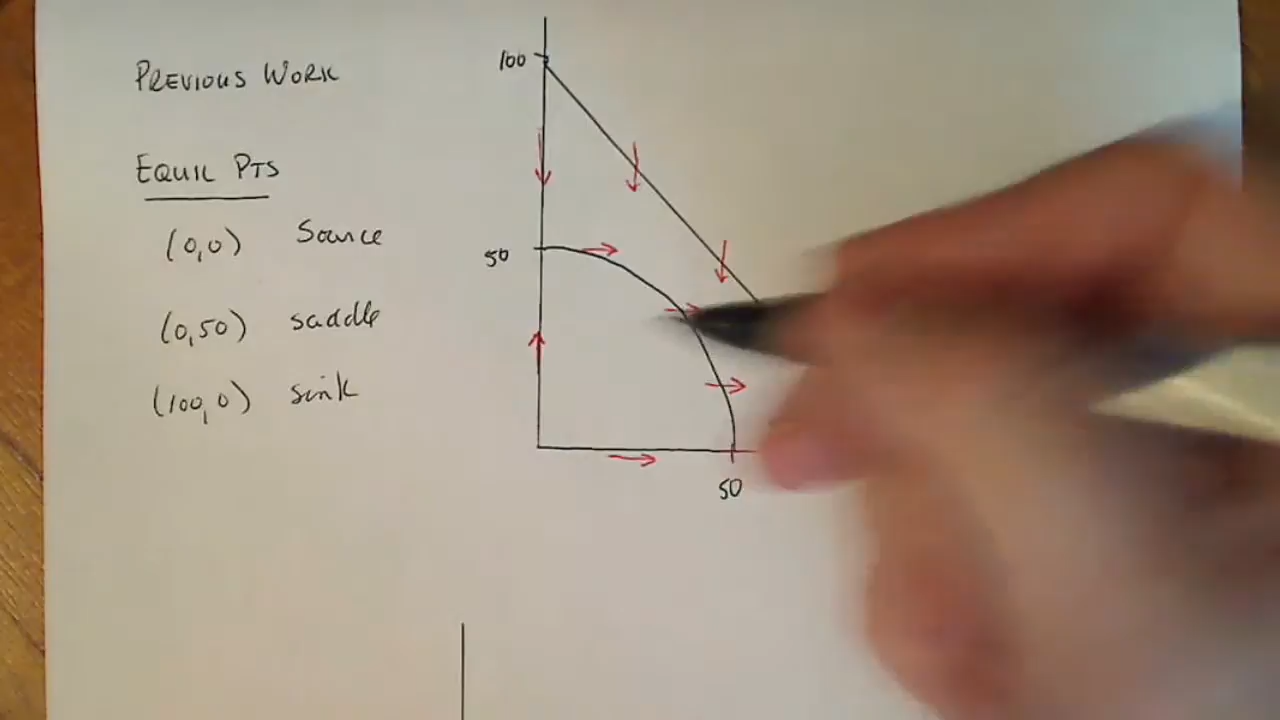 PREVIOUS WORK
EQUIL PTS
(0,0) Source
(0,50) saddle
(100,0) sink
100
50
50